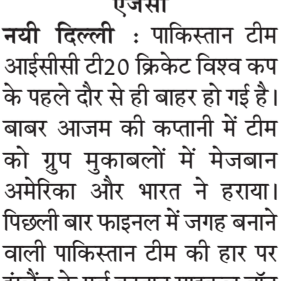 एजेंसी
नयी दिल्ली : पाकिस्तान टीम
आईसीसी टी20 क्रिकेट विश्व कप
के पहले दौर से ही बाहर हो गई है।
बाबर आजम की कप्तानी में टीम
को ग्रुप मुकाबलों में मेजबान
अमेरिका और भारत ने हराया।
पिछली बार फाइनल में जगह बनाने
वाली पाकिस्तान टीम की हार पर